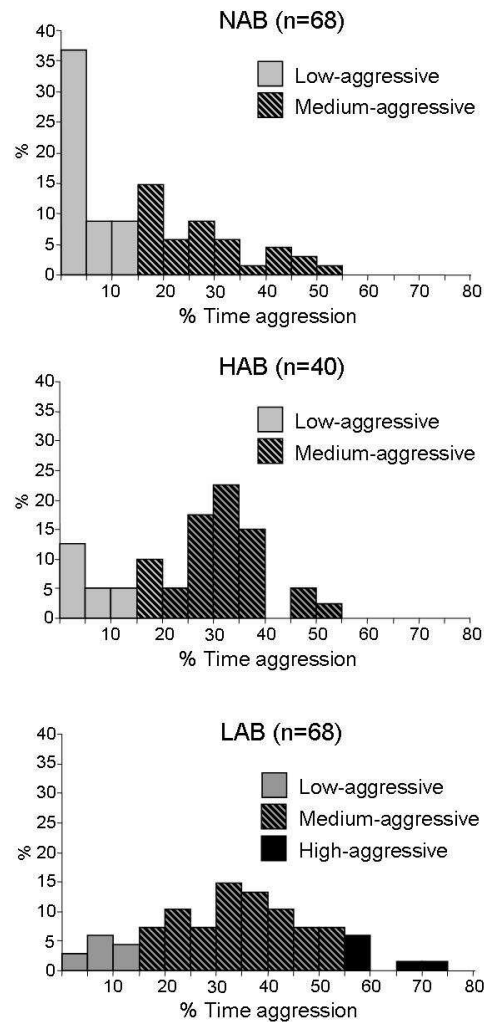 NAB (n=68)
40
35
30
25
20
15
10
5
0
%
Low-aggressive
Medium-aggressive
10 20 30 40 50 60 70 80
% Time aggression
HAB (n=40)
40
35
30
25
20
15
10
5
0
%
Low-aggressive
Medium-aggressive
10 20 30 40 50 60 70 80
% Time aggression
LAB (n=68)
40
35
30
25
20
15
10
5
0
%
Low-aggressive
Medium-aggressive
High-aggressive
10 20 30 40 50 60 70 80
% Time aggression